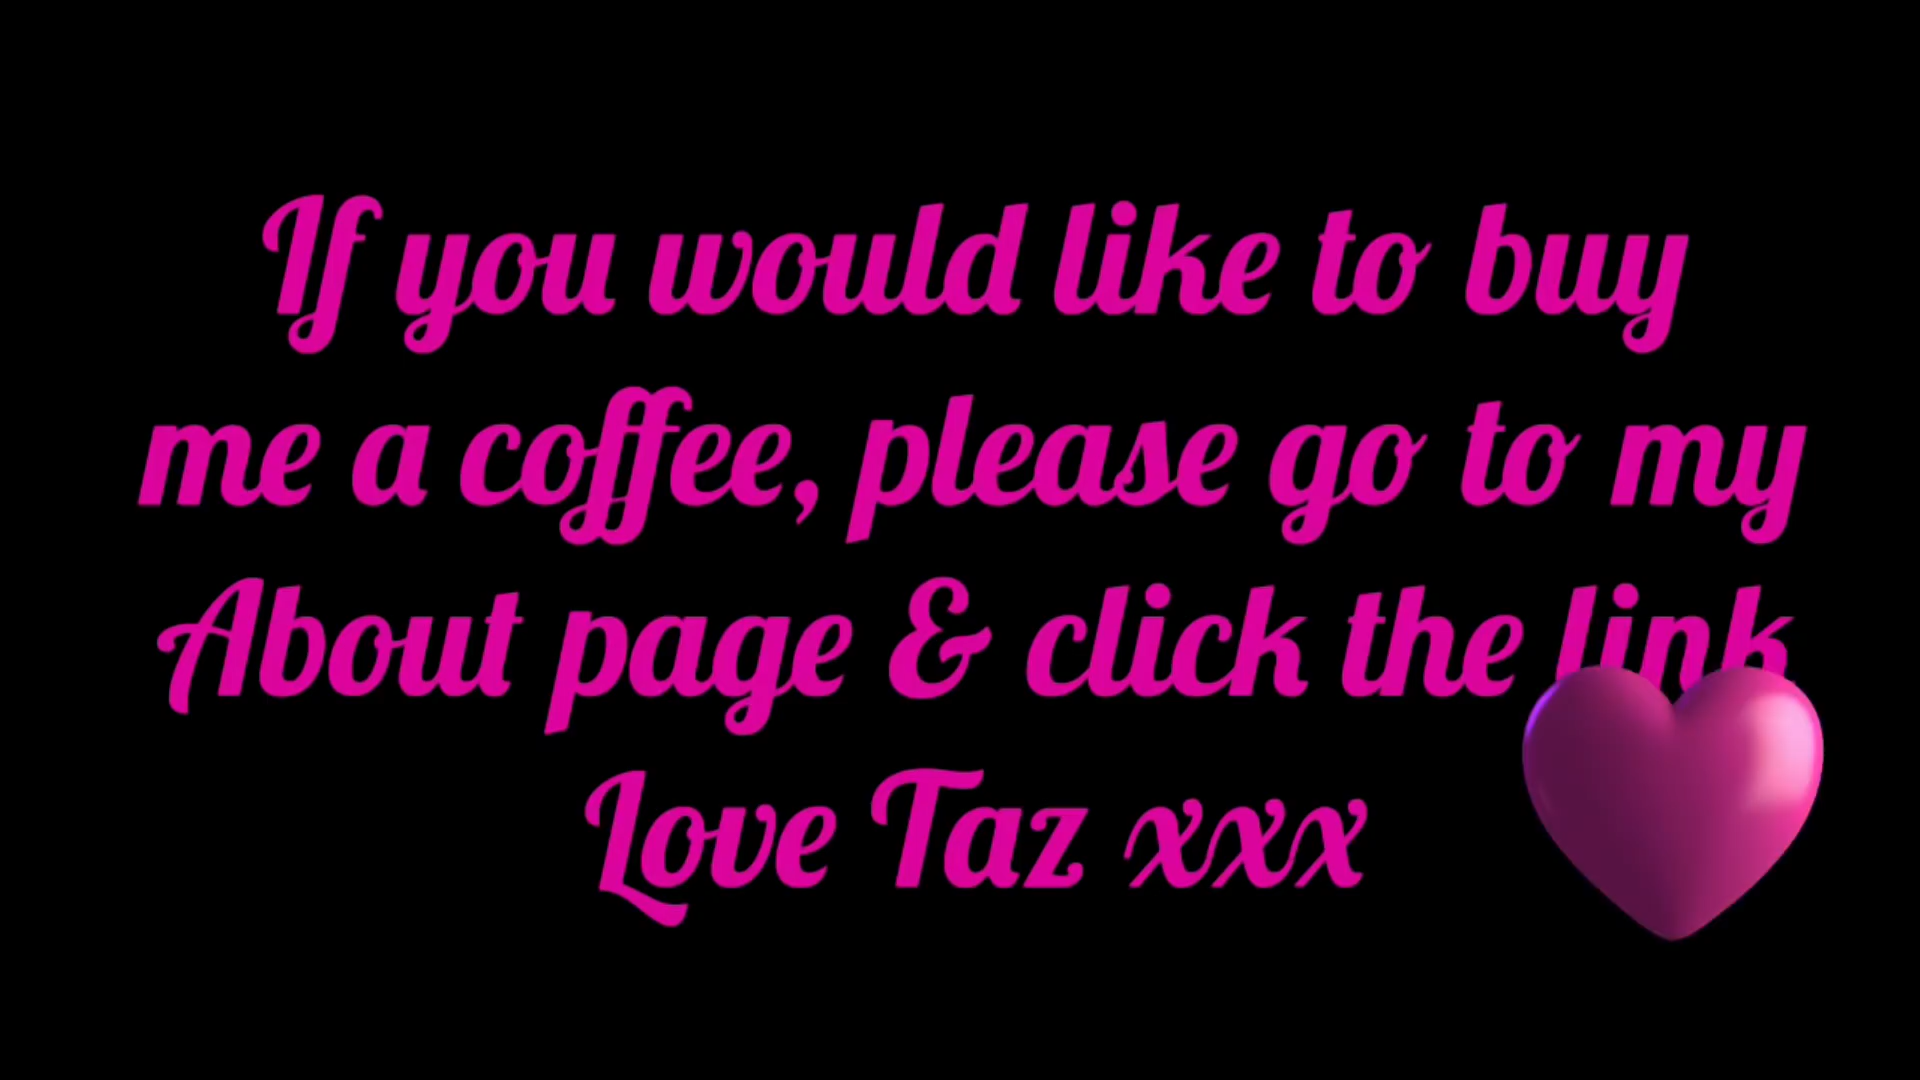 If you would like to buy
me a coffee, please go to my
About page & click the link
Love Taz xxx